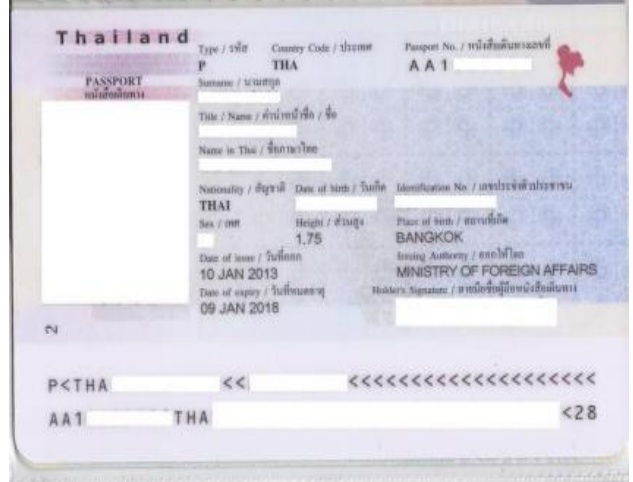 Thailand
Type / รหัส Country Code / ประเทศ Passport No. / หนังสือเดินทางเลขที่
P THA AA1
PASSPORT
หนังสือเดินทาง
Surname / นามสกุล
Title / Name / คำนำหน้าชื่อ / ชื่อ
Name in Thai / ชื่อภาษาไทย
Nationality / สัญชาติ Date of birth / วันเกิด Identification No. / เลขประจำตัวประชาชน
THAI
Sex / เพศ Height / ส่วนสูง Place of birth / สถานที่เกิด
1.75 BANGKOK
Date of issue / วันที่ออก Issuing Authority / ออกให้โดย
10 JAN 2013 MINISTRY OF FOREIGN AFFAIRS
Date of expiry / วันที่หมดอายุ Holder's Signature / ลายมือชื่อผู้ถือหนังสือเดินทาง
09 JAN 2018
2
P<THA << <<<<<<<<<<<<<<<<<<<<<
AA1 THA <28